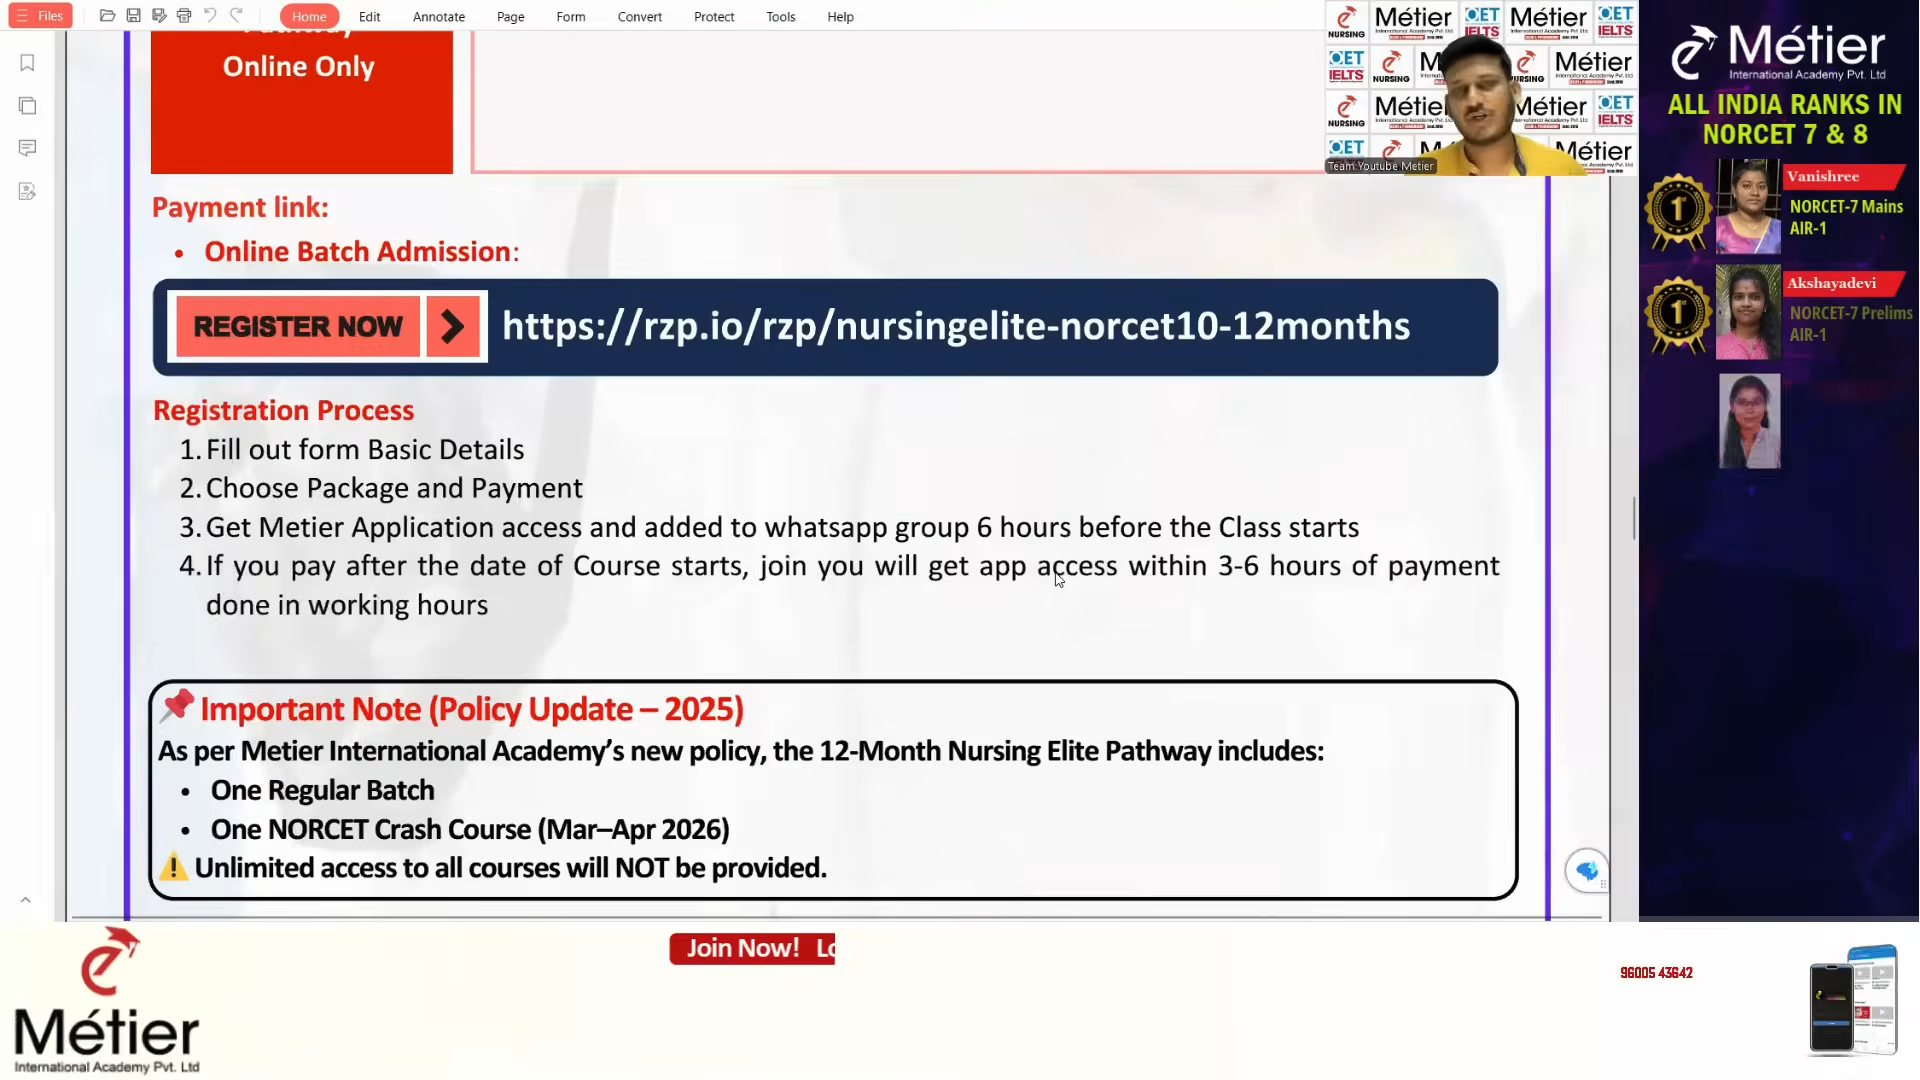 Files
Home
Edit
Annotate
Page
Form
Convert
Protect
Tools
Help
Pathway
Online Only
Payment link:
• Online Batch Admission:
REGISTER NOW
https://rzp.io/rzp/nursingelite-norcet10-12months
Registration Process
1. Fill out form Basic Details
2. Choose Package and Payment
3. Get Metier Application access and added to whatsapp group 6 hours before the Class starts
4. If you pay after the date of Course starts, join you will get app access within 3-6 hours of payment
done in working hours
Important Note (Policy Update – 2025)
As per Metier International Academy's new policy, the 12-Month Nursing Elite Pathway includes:
• One Regular Batch
• One NORCET Crash Course (Mar–Apr 2026)
Unlimited access to all courses will NOT be provided.
NURSING
Métier
OET
IELTS
Team Youtube Metier
Métier
International Academy Pvt. Ltd
ALL INDIA RANKS IN
NORCET 7 & 8
Vanishree
NORCET-7 Mains
AIR-1
Akshayadevi
NORCET-7 Prelims
AIR-1
Métier
International Academy Pvt. Ltd
Join Now!
96005 43642